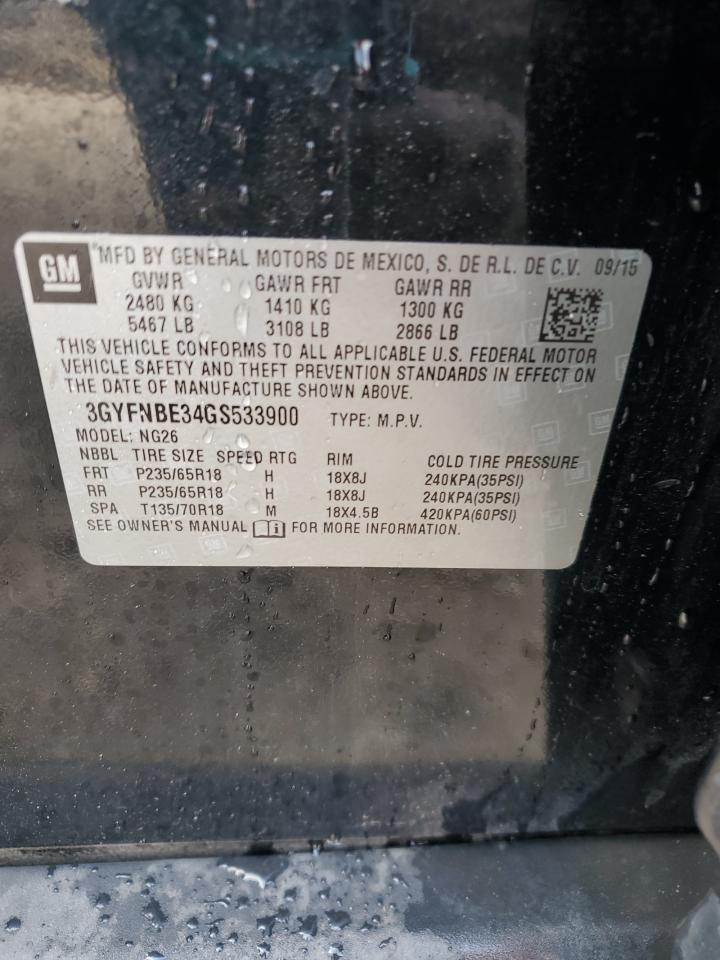 GM MFD BY GENERAL MOTORS DE MEXICO, S. DE R.L. DE C.V. 09/15
GVWR GAWR FRT GAWR RR
2480 KG 1410 KG 1300 KG
5467 LB 3108 LB 2866 LB
THIS VEHICLE CONFORMS TO ALL APPLICABLE U.S. FEDERAL MOTOR
VEHICLE SAFETY AND THEFT PREVENTION STANDARDS IN EFFECT ON
THE DATE OF MANUFACTURE SHOWN ABOVE.
3GYFNBE34GS533900 TYPE: M.P.V.
MODEL: NG26
NBBL TIRE SIZE SPEED RTG RIM COLD TIRE PRESSURE
FRT P235/65R18 H 18X8J 240KPA(35PSI)
RR P235/65R18 H 18X8J 240KPA(35PSI)
SPA T135/70R18 M 18X4.5B 420KPA(60PSI)
SEE OWNER'S MANUAL FOR MORE INFORMATION.